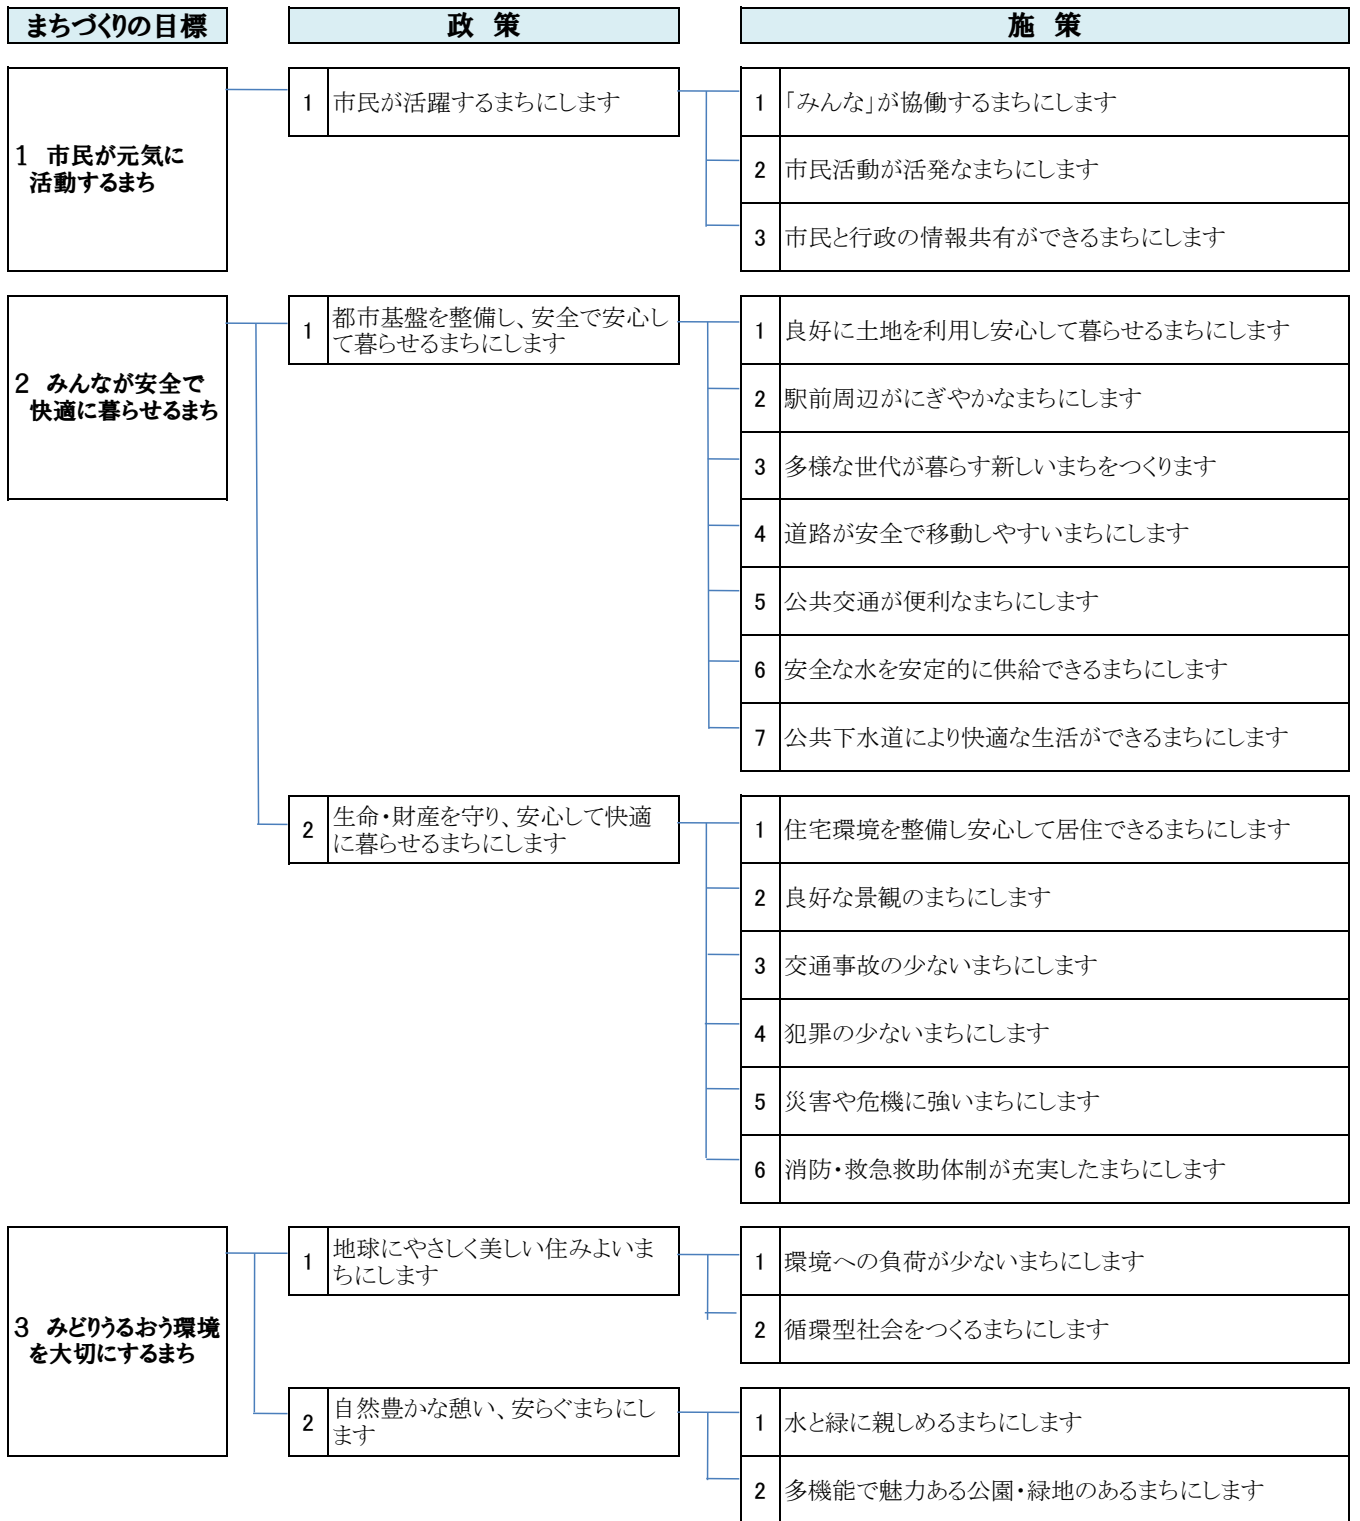 まちづくりの目標 政 策 施 策
1 市民が元気に
活動するまち
1 市民が活躍するまちにします
1 「みんな」が協働するまちにします
2 市民活動が活発なまちにします
3 市民と行政の情報共有ができるまちにします
2 みんなが安全で
快適に暮らせるまち
1 都市基盤を整備し、安全で安心し
て暮らせるまちにします
1 良好に土地を利用し安心して暮らせるまちにします
2 駅前周辺がにぎやかなまちにします
3 多様な世代が暮らす新しいまちをつくります
4 道路が安全で移動しやすいまちにします
5 公共交通が便利なまちにします
6 安全な水を安定的に供給できるまちにします
7 公共下水道により快適な生活ができるまちにします
2 生命・財産を守り、安心して快適
に暮らせるまちにします
1 住宅環境を整備し安心して居住できるまちにします
2 良好な景観のまちにします
3 交通事故の少ないまちにします
4 犯罪の少ないまちにします
5 災害や危機に強いまちにします
6 消防・救急救助体制が充実したまちにします
3 みどりうるおう環境
を大切にするまち
1 地球にやさしく美しい住みよいま
ちにします
1 環境への負荷が少ないまちにします
2 循環型社会をつくるまちにします
2 自然豊かな憩い、安らぐまちにし
ます
1 水と緑に親しめるまちにします
2 多機能で魅力ある公園・緑地のあるまちにします